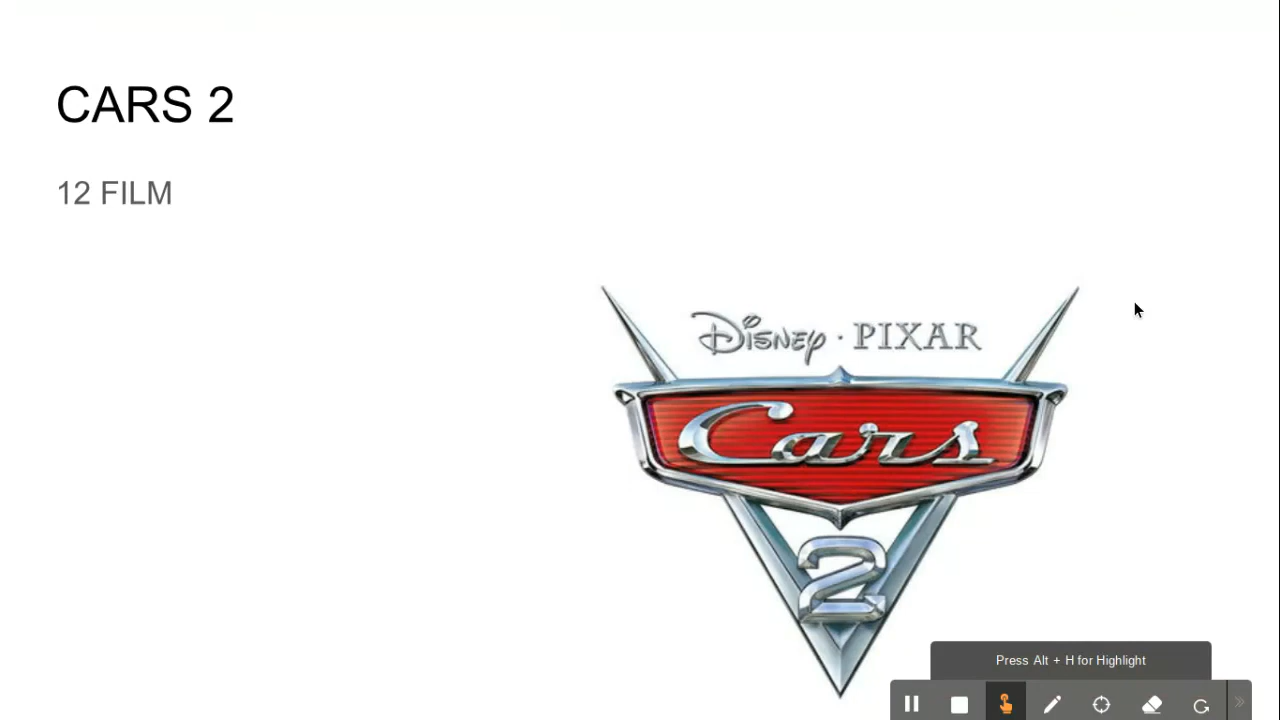 CARS 2
12 FILM
Disney · PIXAR
Cars
2
Press Alt + H for Highlight